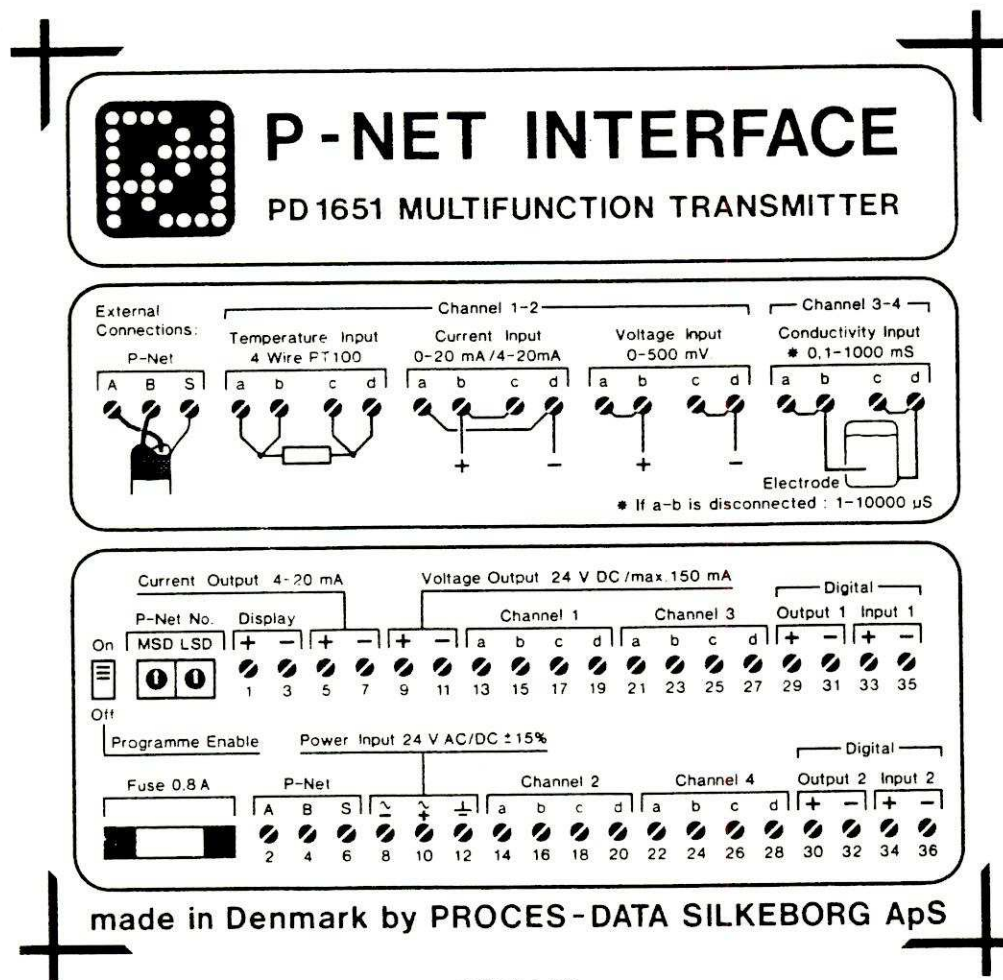 P-NET INTERFACE
PD 1651 MULTIFUNCTION TRANSMITTER
External Connections:
P-Net
A B S
Channel 1-2
Temperature Input
4 Wire PT100
a b c d
Current Input
0-20 mA/4-20mA
a b c d
+ −
Voltage Input
0-500 mV
a b c d
+ −
Channel 3-4
Conductivity Input
* 0,1-1000 mS
a b c d
Electrode
* If a-b is disconnected : 1-10000 µS
Current Output 4-20 mA
Voltage Output 24 V DC/max.150 mA
Digital
P-Net No. Display Channel 1 Channel 3 Output 1 Input 1
On MSD LSD + − + − + − a b c d a b c d + − + −
1 3 5 7 9 11 13 15 17 19 21 23 25 27 29 31 33 35
Off
Programme Enable
Power Input 24 V AC/DC ±15%
Digital
Fuse 0.8 A P-Net Channel 2 Channel 4 Output 2 Input 2
A B S ~ − ~ + ⏚ a b c d a b c d + − + −
2 4 6 8 10 12 14 16 18 20 22 24 26 28 30 32 34 36
made in Denmark by PROCES-DATA SILKEBORG ApS